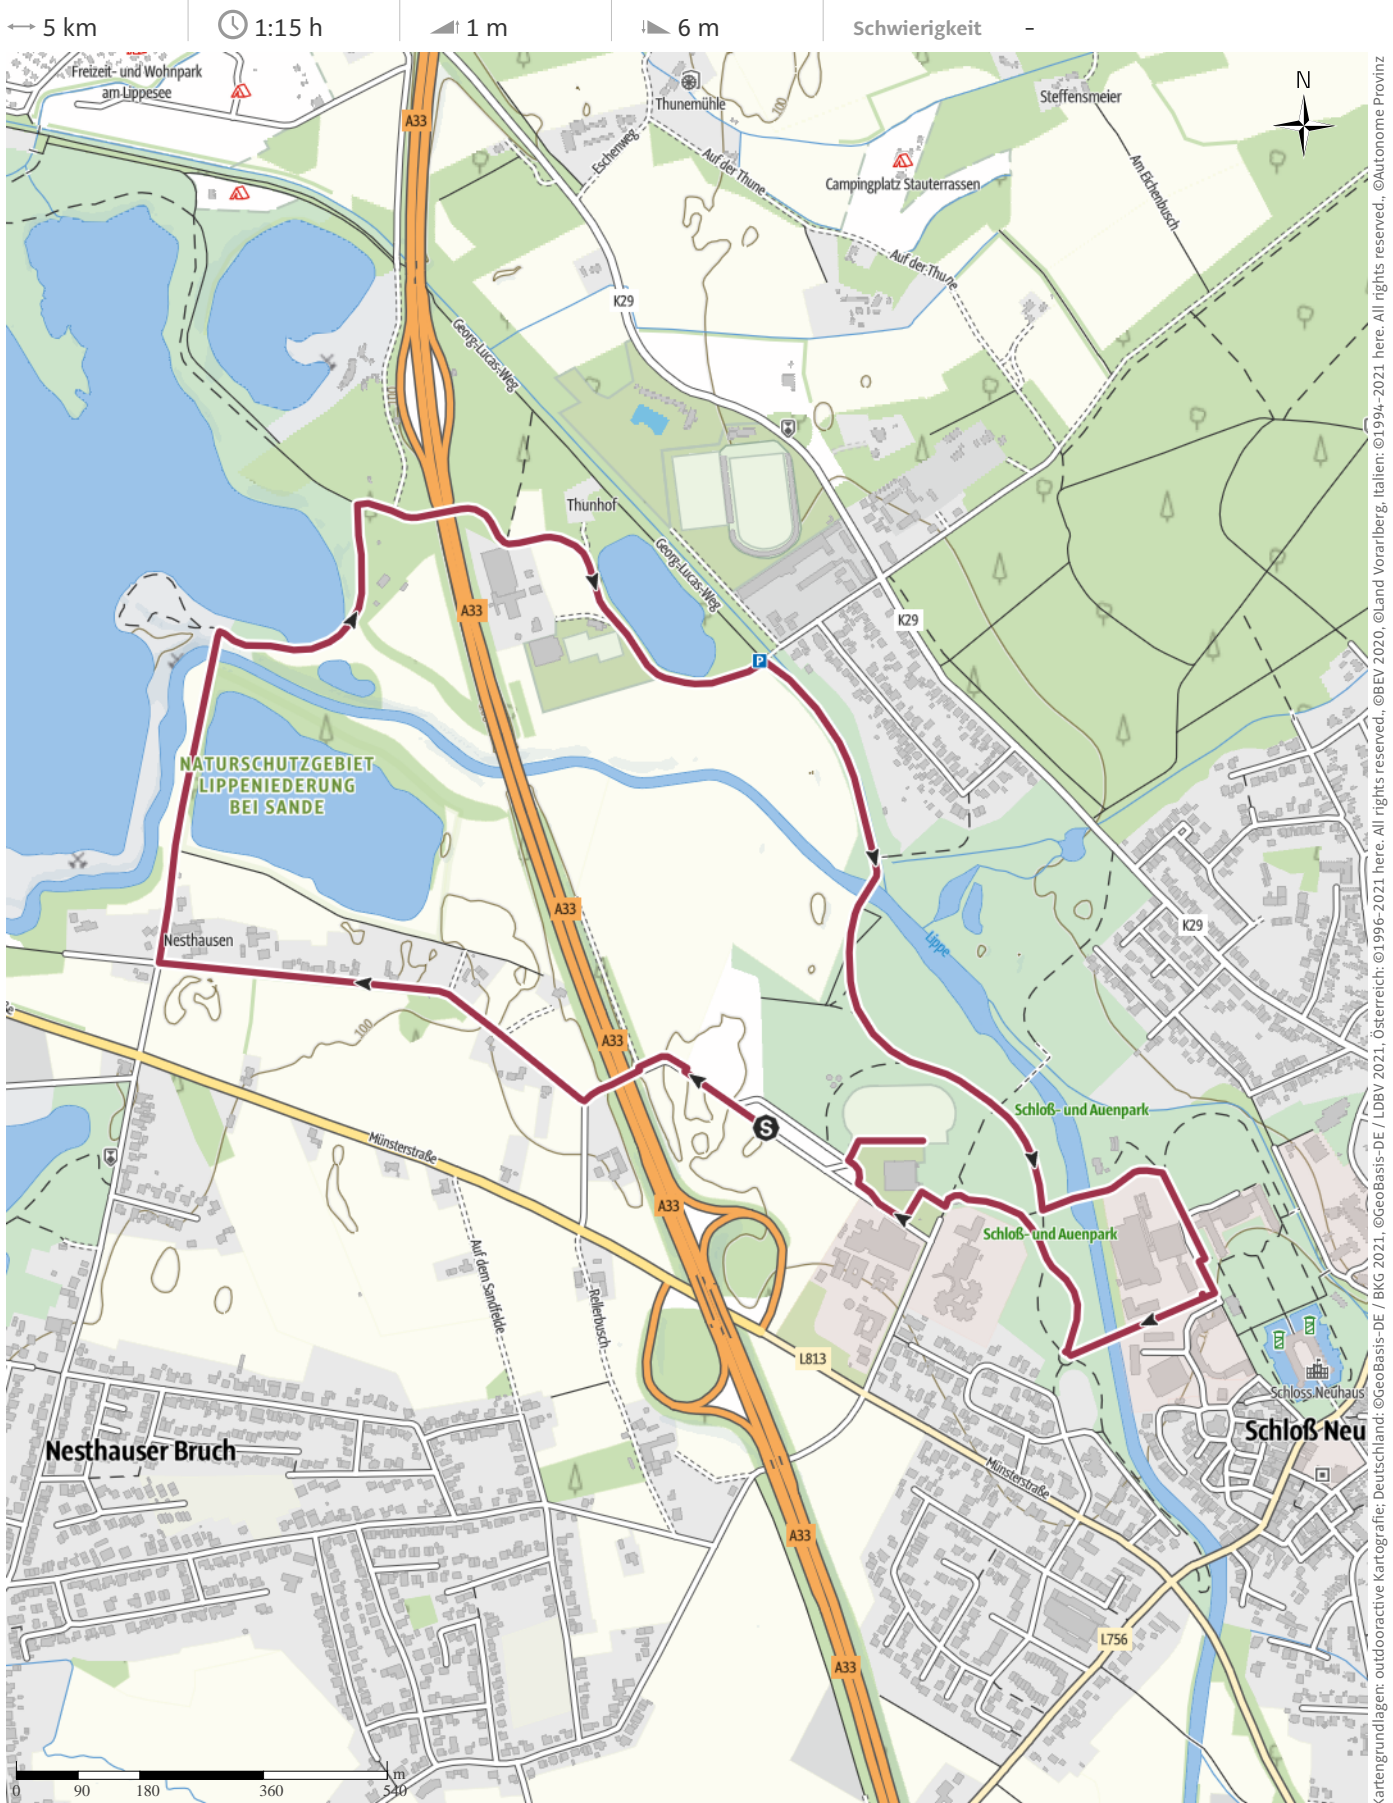 5 km
1:15 h
1 m
6 m
Schwierigkeit
-
Freizeit- und Wohnpark
am Lippesee
A33
Thunemühle
100
Steffensmeier
N
Eschenweg
Auf der Thune
Campingplatz Stauterrassen
Am Eichenbusch
Auf der Thune
K29
Georg-Lucas-Weg
Thunhof
Georg-Lucas-Weg
A33
K29
P
NATURSCHUTZGEBIET
LIPPENIEDERUNG
BEI SANDE
A33
Nesthausen
Lippe
K29
100
A33
S
Schloß- und Auenpark
Münsterstraße
A33
Schloß- und Auenpark
Auf dem Sandfelde
Rellerbusch
L813
Schloss Neuhaus
Schloß Neu
Nesthauser Bruch
Münsterstraße
A33
L756
A33
m
0
90
180
360
540
Kartengrundlagen: outdooractive Kartografie; Deutschland: ©GeoBasis-DE / BKG 2021, ©GeoBasis-DE / LDBV 2021, Österreich: ©1996-2021 here. All rights reserved., ©BEV 2020, ©Land Vorarlberg, Italien: ©1994-2021 here. All rights reserved., ©Autonome Provinz